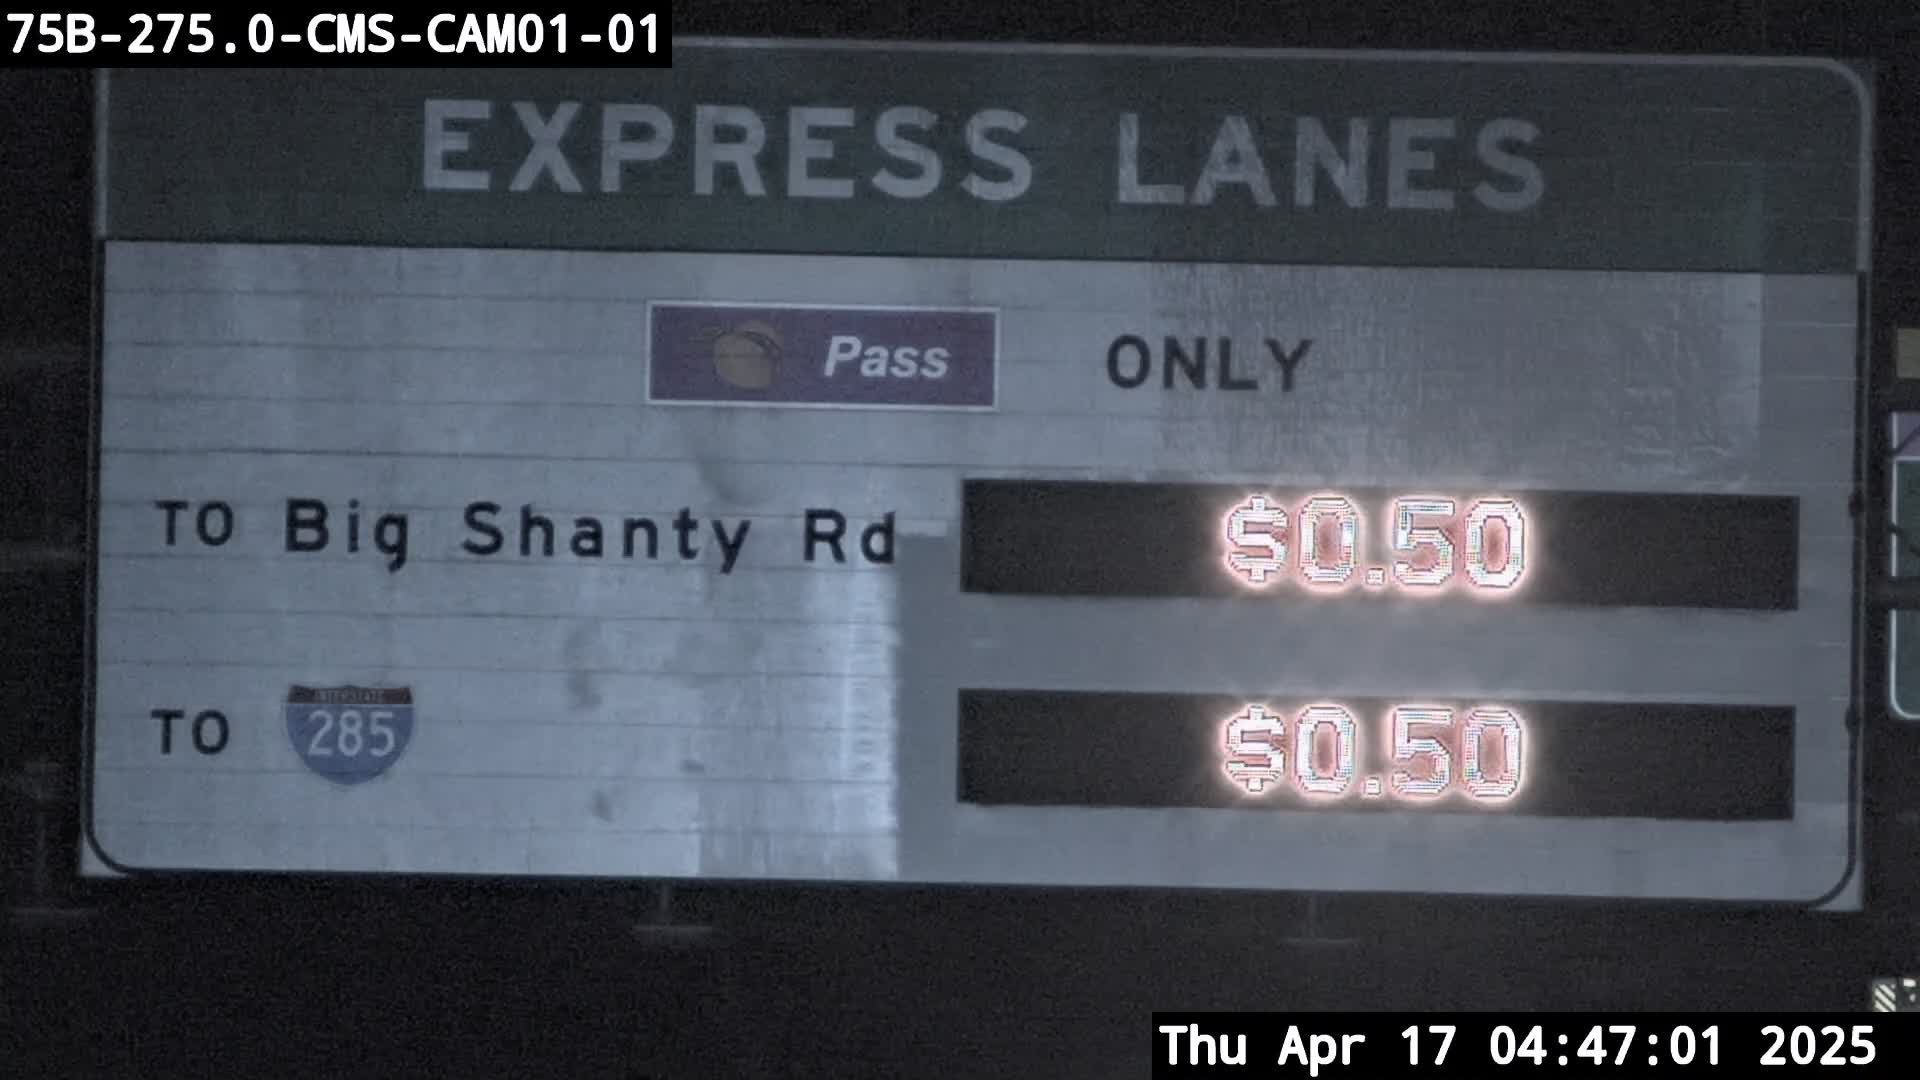 75B-275.0-CMS-CAM01-01
EXPRESS LANES
Pass ONLY
TO Big Shanty Rd $0.50
INTERSTATE
TO 285 $0.50
Thu Apr 17 04:47:01 2025